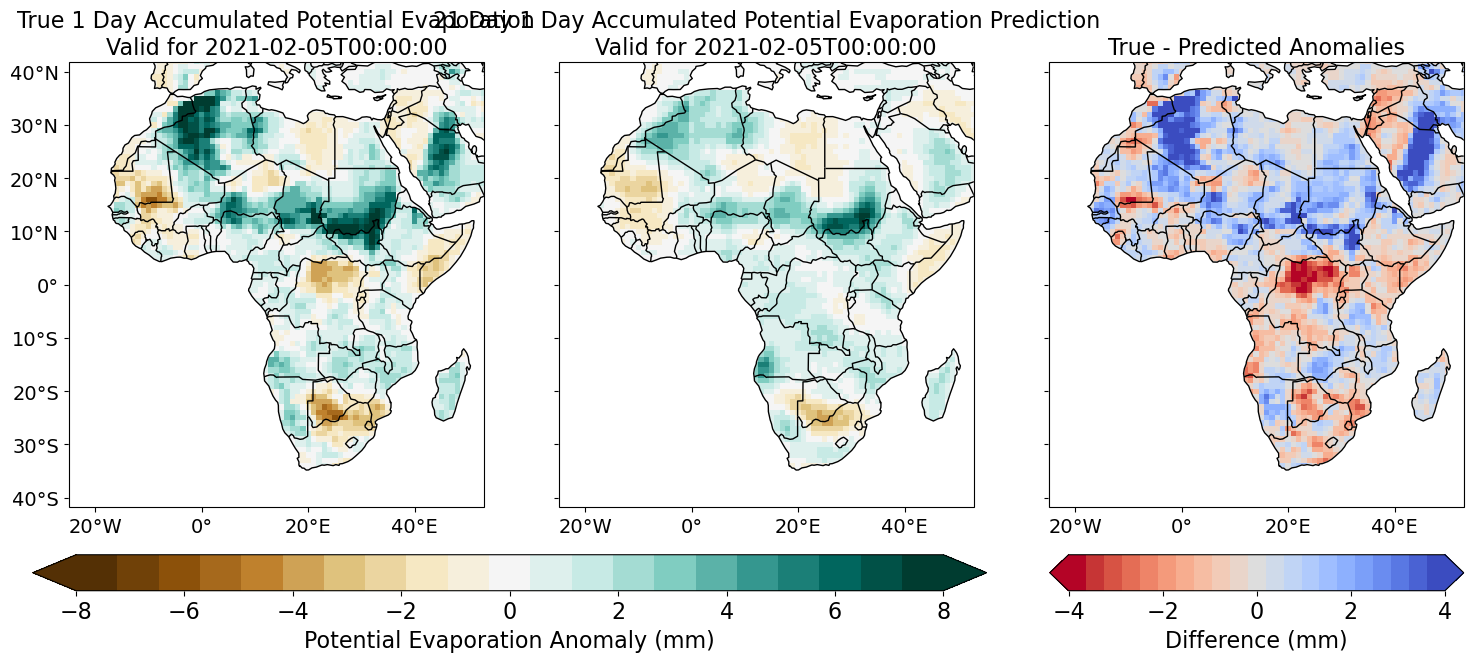 True 1 Day Accumulated Potential Evaporation
Valid for 2021-02-05T00:00:00
21 Day 1 Day Accumulated Potential Evaporation Prediction
Valid for 2021-02-05T00:00:00
True - Predicted Anomalies
40°N
30°N
20°N
10°N
0°
10°S
20°S
30°S
40°S
20°W 0° 20°E 40°E
20°W 0° 20°E 40°E
20°W 0° 20°E 40°E
−8 −6 −4 −2 0 2 4 6 8
Potential Evaporation Anomaly (mm)
−4 −2 0 2 4
Difference (mm)